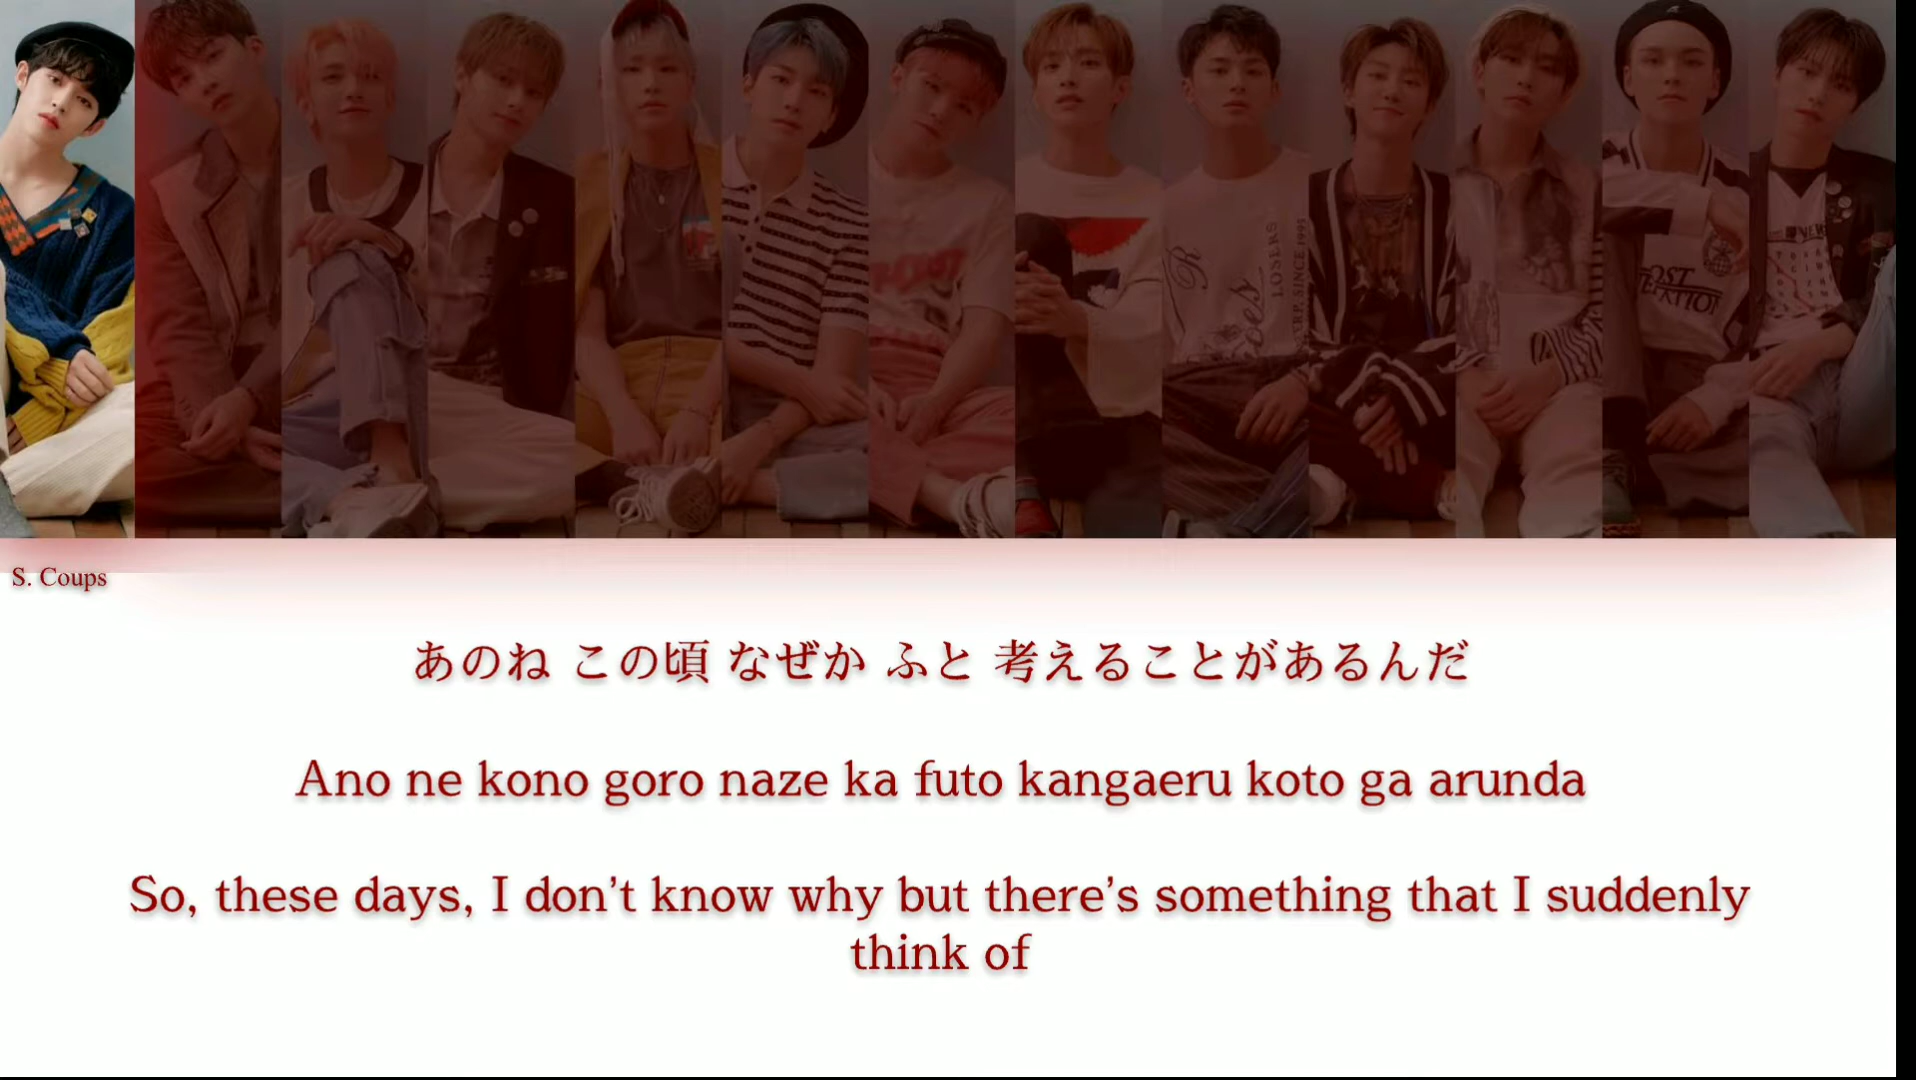 LOSERS
S. Coups
あのね この頃 なぜか ふと 考えることがあるんだ
Ano ne kono goro naze ka futo kangaeru koto ga arunda
So, these days, I don't know why but there's something that I suddenly
think of